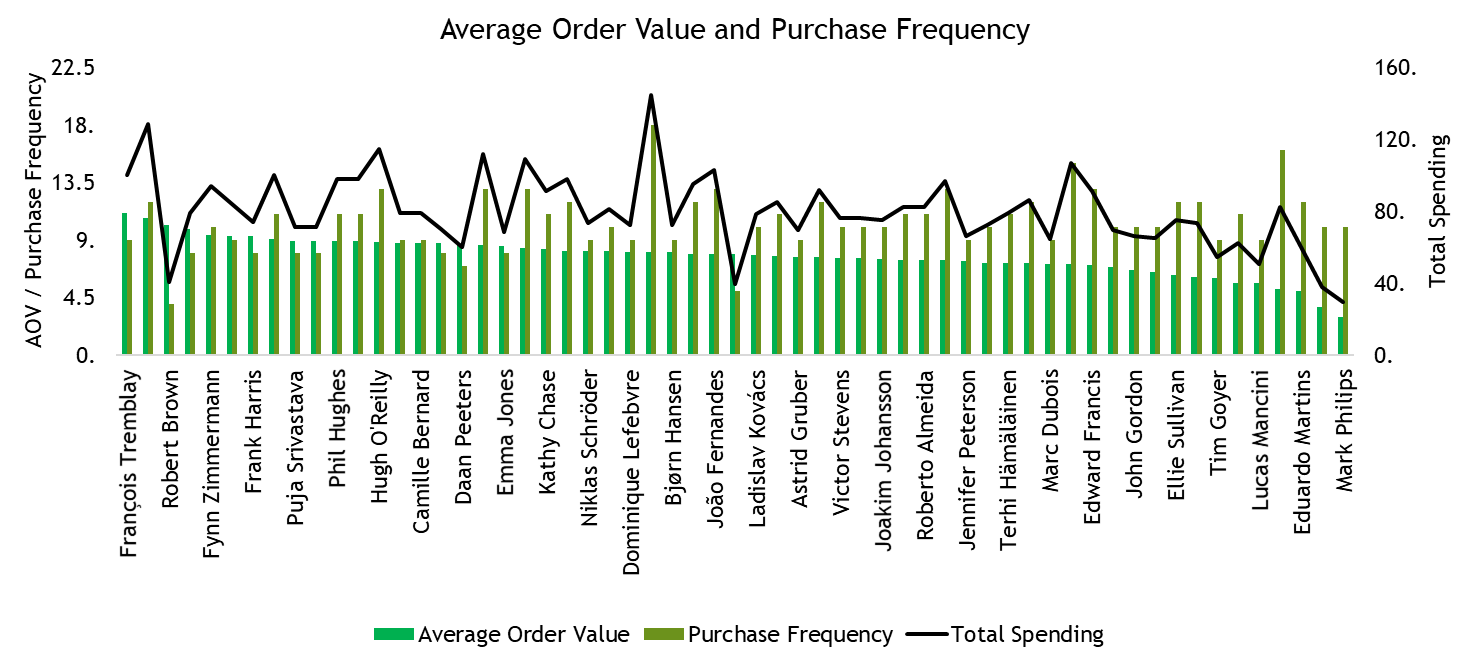 Average Order Value and Purchase Frequency
AOV / Purchase Frequency
22.5
18.
13.5
9.
4.5
0.
160.
120.
80.
40.
0.
Total Spending
François Tremblay
Robert Brown
Fynn Zimmermann
Frank Harris
Puja Srivastava
Phil Hughes
Hugh O'Reilly
Camille Bernard
Daan Peeters
Emma Jones
Kathy Chase
Niklas Schröder
Dominique Lefebvre
Bjørn Hansen
João Fernandes
Ladislav Kovács
Astrid Gruber
Victor Stevens
Joakim Johansson
Roberto Almeida
Jennifer Peterson
Terhi Hämäläinen
Marc Dubois
Edward Francis
John Gordon
Ellie Sullivan
Tim Goyer
Lucas Mancini
Eduardo Martins
Mark Philips
Average Order Value Purchase Frequency Total Spending